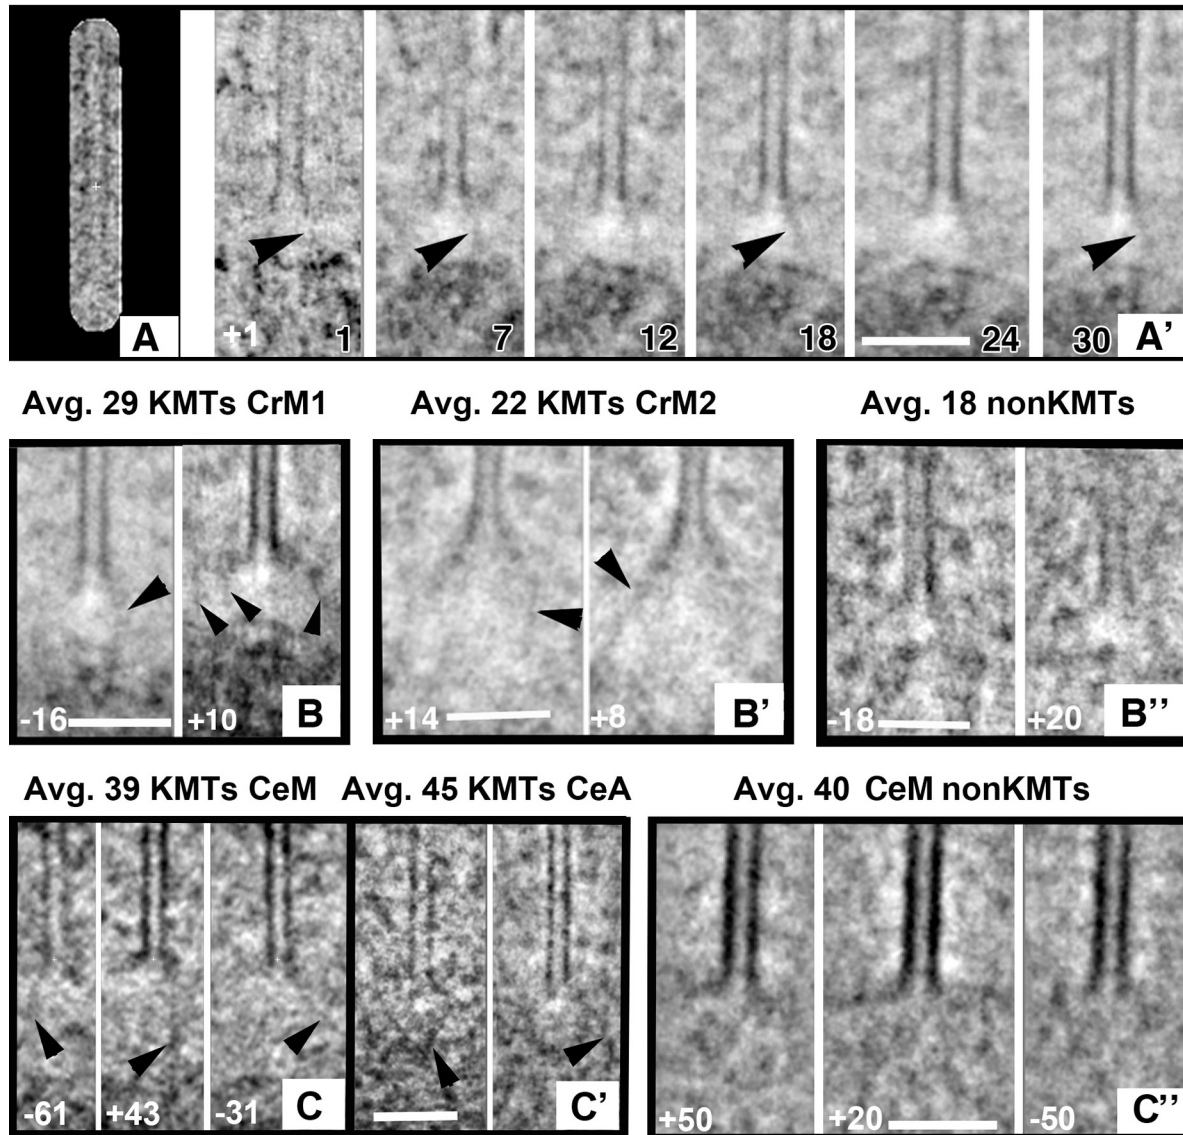 +1 1 7 12 18 24 30
A A’
Avg. 29 KMTs CrM1 Avg. 22 KMTs CrM2 Avg. 18 nonKMTs
-16 +10 B +14 +8 B’ -18 +20 B’’
Avg. 39 KMTs CeM Avg. 45 KMTs CeA Avg. 40 CeM nonKMTs
-61 +43 -31 C C’ +50 +20 -50 C’’